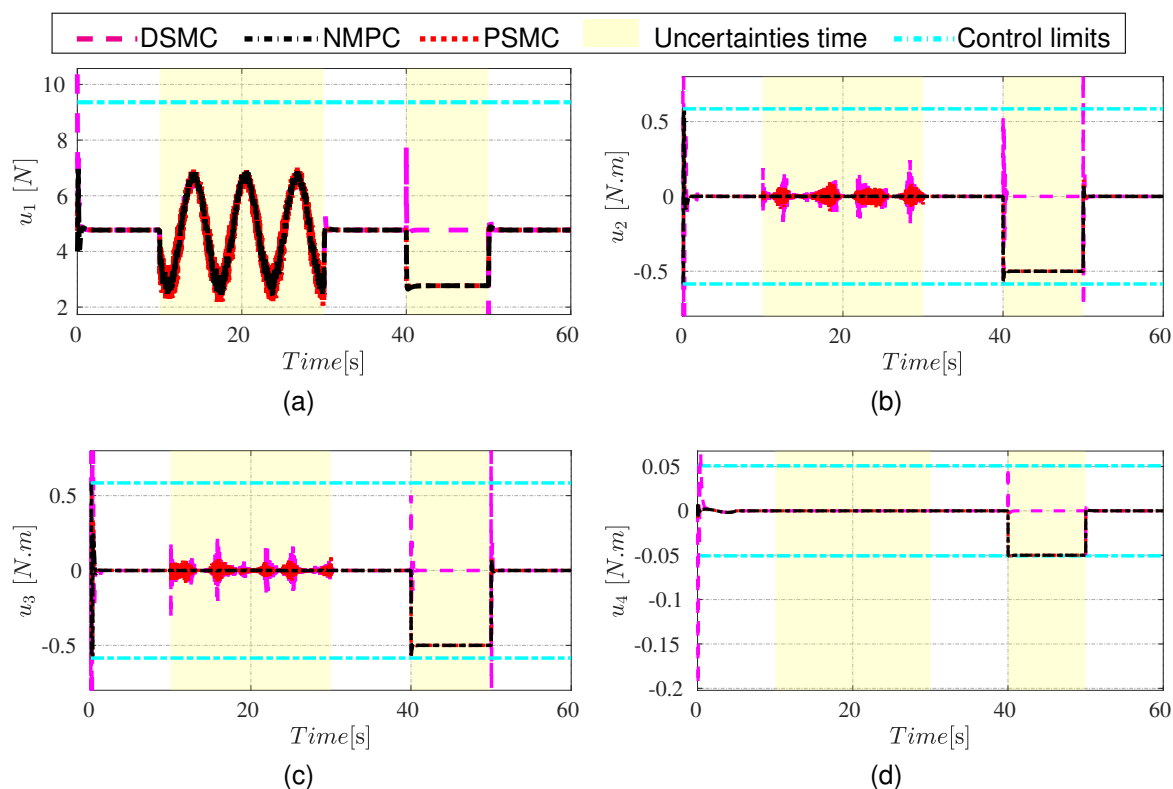 DSMC NMPC PSMC Uncertainties time Control limits
10
8
6
4
2
u1 [N]
0 20 40 60
Time[s]
(a)
0.5
0
-0.5
u2 [N.m]
0 20 40 60
Time[s]
(b)
0.5
0
-0.5
u3 [N.m]
0 20 40 60
Time[s]
(c)
0.05
0
-0.05
-0.1
-0.15
-0.2
u4 [N.m]
0 20 40 60
Time[s]
(d)